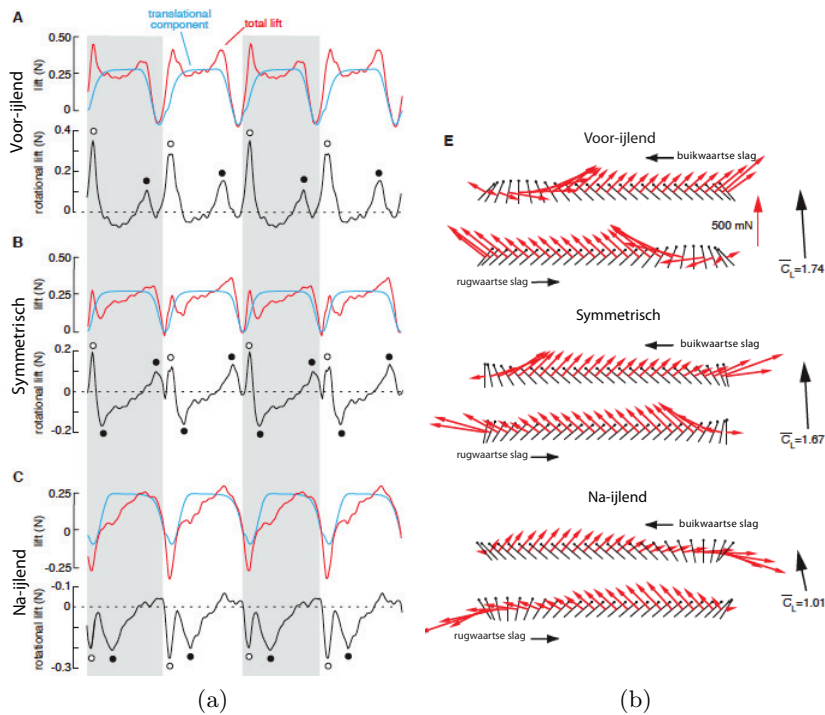 A
translational
component
total lift
0.50
0.25
0
lift (N)
Voor-ijlend
0.4
0.2
0
rotational lift (N)
B
0.50
0.25
0
lift (N)
Symmetrisch
0.2
0
-0.2
rotational lift (N)
C
0.25
0
-0.25
lift (N)
Na-ijlend
-0.1
0
-0.3
rotational lift (N)
(a)
E
Voor-ijlend
buikwaartse slag
500 mN
C̅L=1.74
rugwaartse slag
Symmetrisch
buikwaartse slag
C̅L=1.67
rugwaartse slag
Na-ijlend
buikwaartse slag
C̅L=1.01
rugwaartse slag
(b)